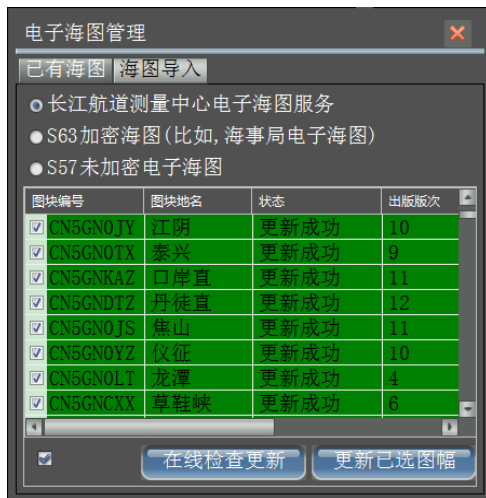 电子海图管理
已有海图 海图导入
长江航道测量中心电子海图服务
S63加密海图(比如,海事局电子海图)
S57未加密电子海图
图块编号 图块地名 状态 出版版次
CN5GN0JY 江阴 更新成功 10
CN5GN0TX 泰兴 更新成功 9
CN5GNKAZ 口岸直 更新成功 11
CN5GNDTZ 丹徒直 更新成功 12
CN5GN0JS 焦山 更新成功 11
CN5GN0YZ 仪征 更新成功 10
CN5GN0LT 龙潭 更新成功 4
CN5GNCXX 草鞋峡 更新成功 6
在线检查更新 更新已选图幅